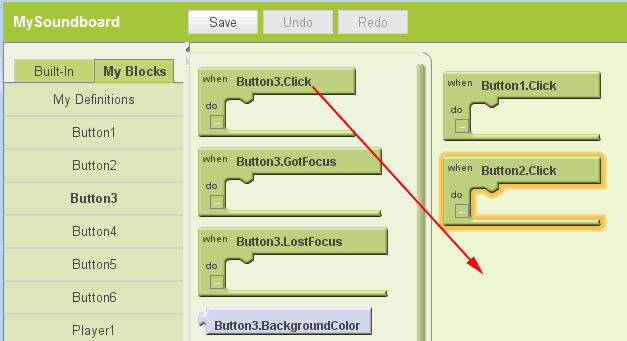 MySoundboard
Save
Undo
Redo
Built-In
My Blocks
My Definitions
Button1
Button2
Button3
Button4
Button5
Button6
Player1
when Button3.Click
do
when Button3.GotFocus
do
when Button3.LostFocus
do
Button3.BackgroundColor
when Button1.Click
do
when Button2.Click
do